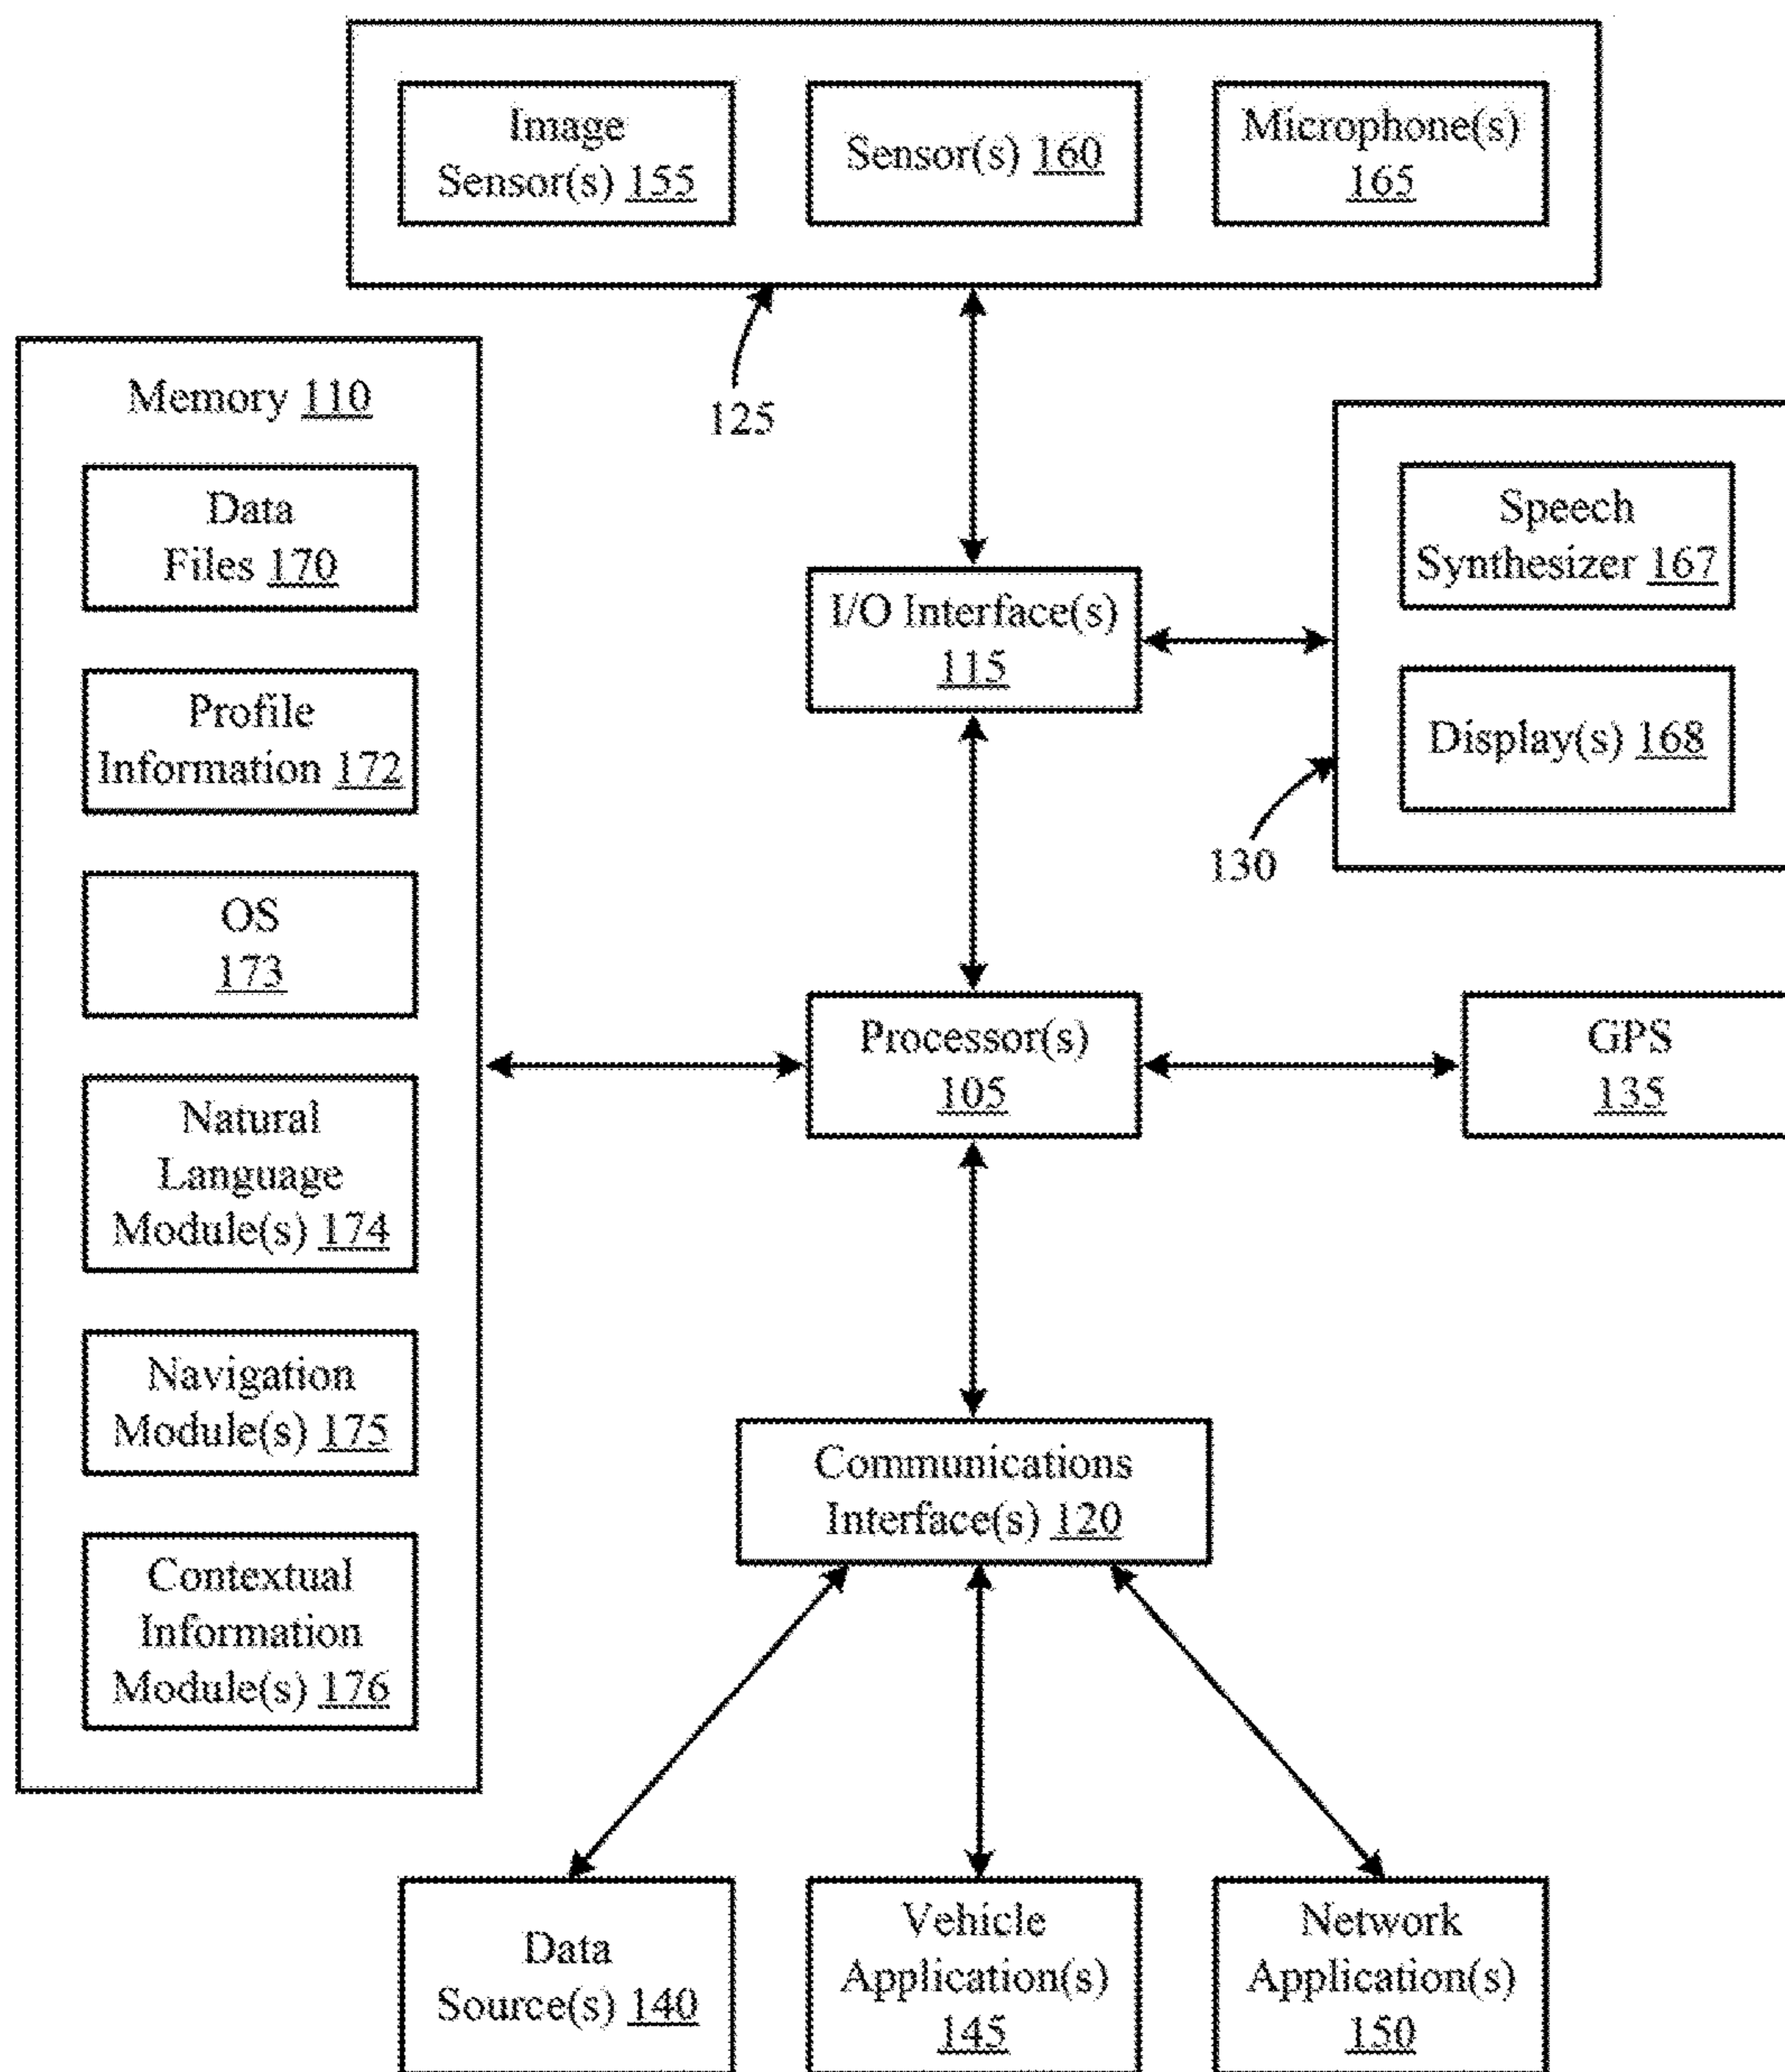 Image
Sensor(s) 155
Sensor(s) 160
Microphone(s)
165
125
Memory 110
Data
Files 170
Profile
Information 172
OS
173
Natural
Language
Module(s) 174
Navigation
Module(s) 175
Contextual
Information
Module(s) 176
I/O Interface(s)
115
Speech
Synthesizer 167
Display(s) 168
130
Processor(s)
105
GPS
135
Communications
Interface(s) 120
Data
Source(s) 140
Vehicle
Application(s)
145
Network
Application(s)
150